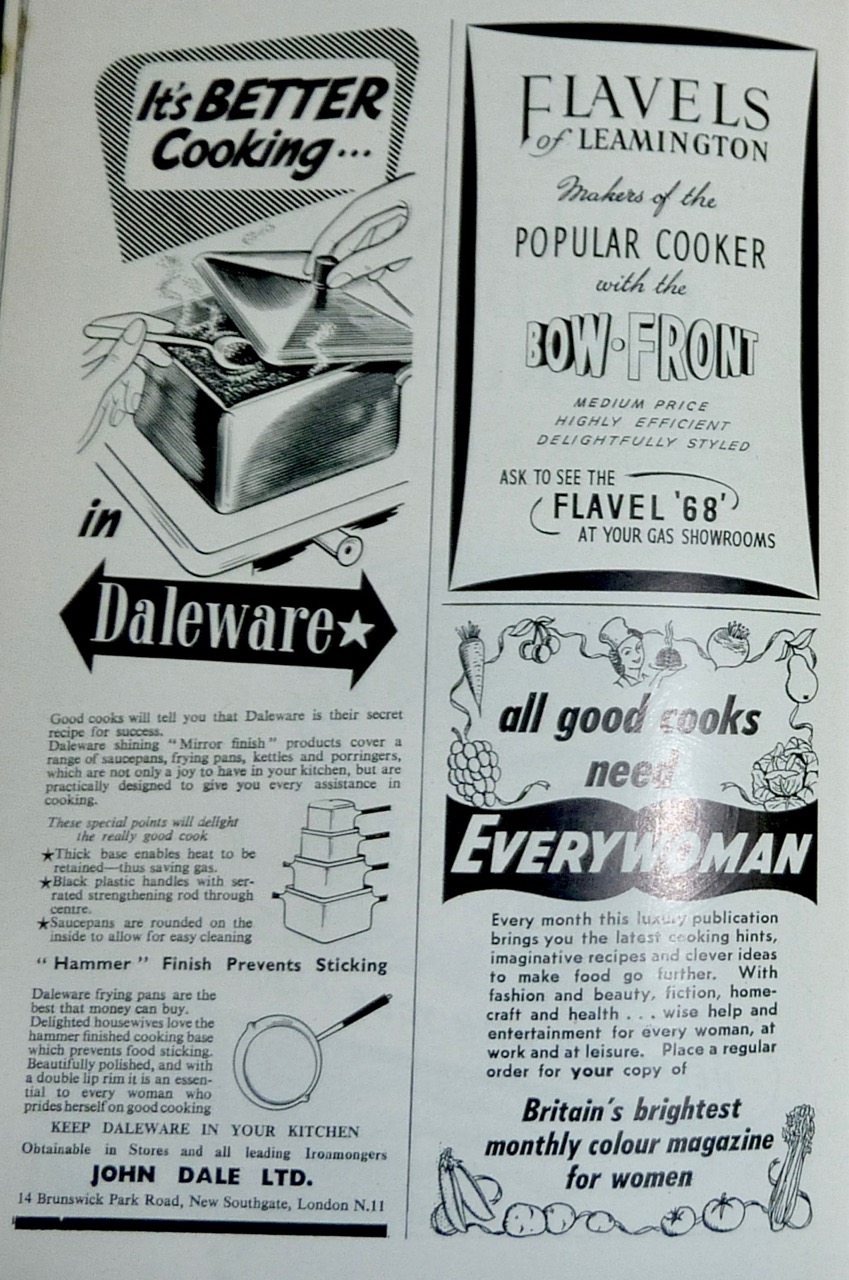 It's BETTER
Cooking...
in
Daleware★
Good cooks will tell you that Daleware is their secret
recipe for success.
Daleware shining "Mirror finish" products cover a
range of saucepans, frying pans, kettles and porringers,
which are not only a joy to have in your kitchen, but are
practically designed to give you every assistance in
cooking.
These special points will delight
the really good cook
★Thick base enables heat to be
retained—thus saving gas.
★Black plastic handles with ser-
rated strengthening rod through
centre.
★Saucepans are rounded on the
inside to allow for easy cleaning
"Hammer" Finish Prevents Sticking
Daleware frying pans are the
best that money can buy.
Delighted housewives love the
hammer finished cooking base
which prevents food sticking.
Beautifully polished, and with
a double lip rim it is an essen-
tial to every woman who
prides herself on good cooking
KEEP DALEWARE IN YOUR KITCHEN
Obtainable in Stores and all leading Ironmongers
JOHN DALE LTD.
14 Brunswick Park Road, New Southgate, London N.11
FLAVELS
of LEAMINGTON
Makers of the
POPULAR COOKER
with the
BOW·FRONT
MEDIUM PRICE
HIGHLY EFFICIENT
DELIGHTFULLY STYLED
ASK TO SEE THE
FLAVEL '68'
AT YOUR GAS SHOWROOMS
all good cooks
need
EVERYWOMAN
Every month this luxury publication
brings you the latest cooking hints,
imaginative recipes and clever ideas
to make food go further. With
fashion and beauty, fiction, home-
craft and health . . . wise help and
entertainment for every woman, at
work and at leisure. Place a regular
order for your copy of
Britain's brightest
monthly colour magazine
for women